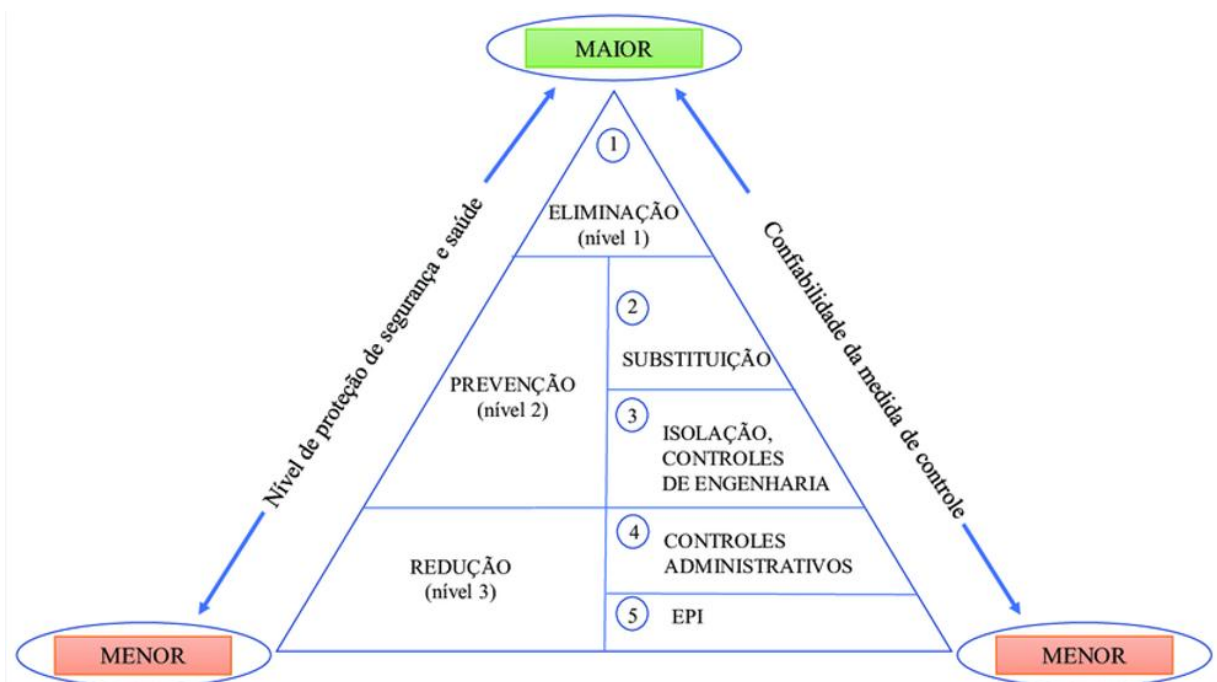 MAIOR
1
ELIMINAÇÃO
(nível 1)
Nível de proteção de segurança e saúde
Confiabilidade da medida de controle
2
SUBSTITUIÇÃO
PREVENÇÃO
(nível 2)
3
ISOLAÇÃO,
CONTROLES
DE ENGENHARIA
REDUÇÃO
(nível 3)
4
CONTROLES
ADMINISTRATIVOS
5
EPI
MENOR
MENOR